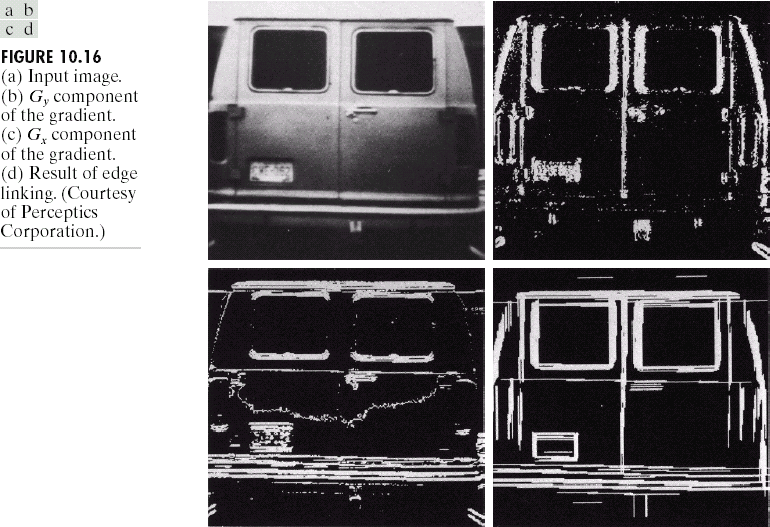 a b
c d
FIGURE 10.16
(a) Input image.
(b) Gy component
of the gradient.
(c) Gx component
of the gradient.
(d) Result of edge
linking. (Courtesy
of Perceptics
Corporation.)